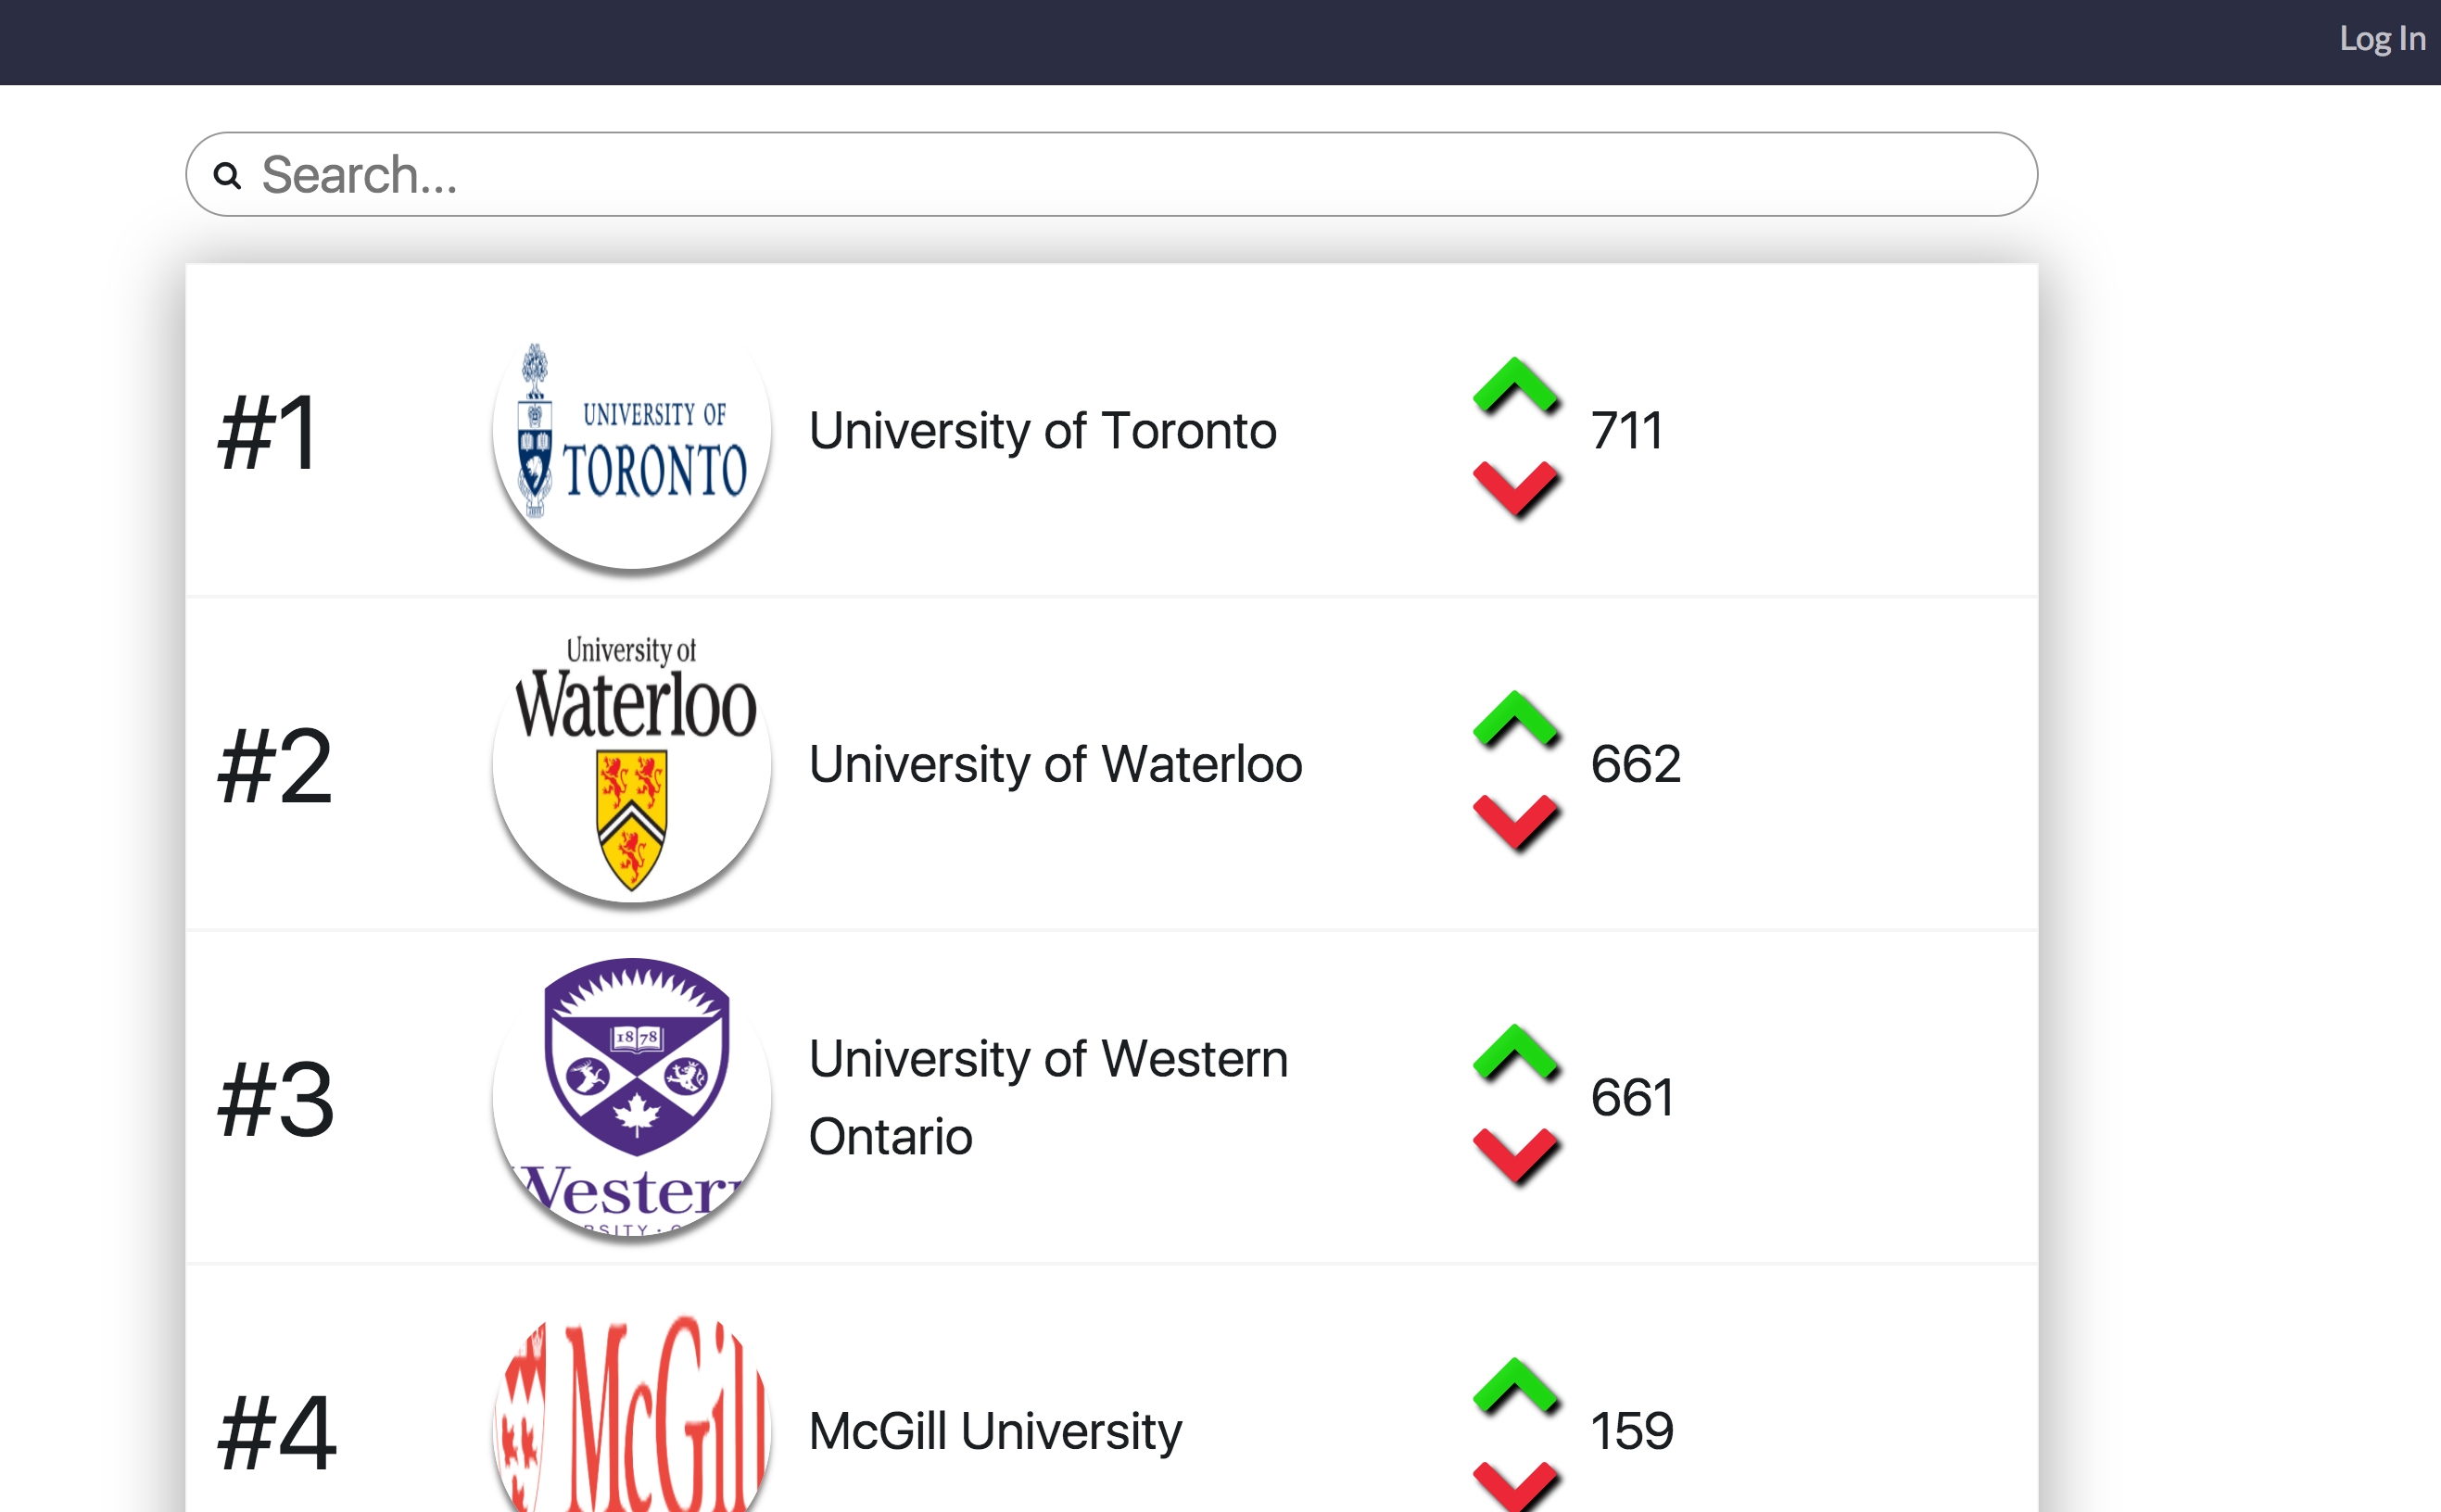 Log In
Search...
#1
UNIVERSITY OF
TORONTO
University of Toronto
711
#2
University of
Waterloo
University of Waterloo
662
#3
1878
Western
University of Western
Ontario
661
#4
McGill
McGill University
159